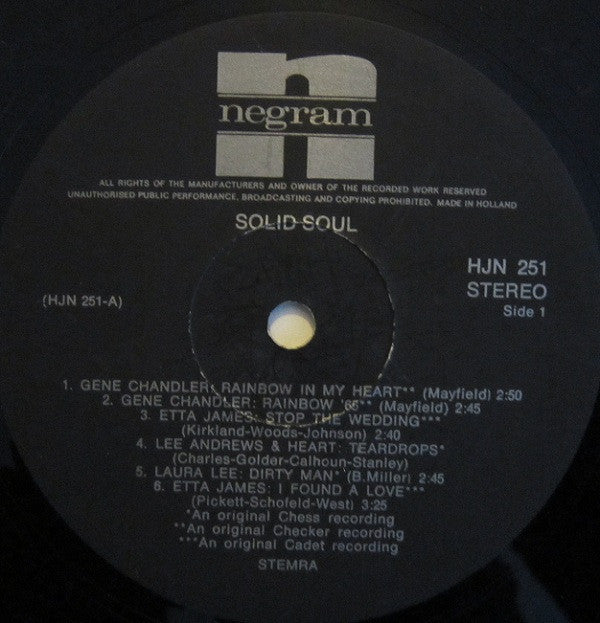 negram
ALL RIGHTS OF THE MANUFACTURERS AND OWNER OF THE RECORDED WORK RESERVED
UNAUTHORISED PUBLIC PERFORMANCE, BROADCASTING AND COPYING PROHIBITED. MADE IN HOLLAND
SOLID SOUL
HJN 251
STEREO
Side 1
(HJN 251-A)
1. GENE CHANDLER: RAINBOW IN MY HEART** (Mayfield) 2:50
2. GENE CHANDLER: RAINBOW '65** (Mayfield) 2:45
3. ETTA JAMES: STOP THE WEDDING***
(Kirkland-Woods-Johnson) 2:40
4. LEE ANDREWS & HEART: TEARDROPS*
(Charles-Golder-Calhoun-Stanley)
5. LAURA LEE: DIRTY MAN* (B.Miller) 2:45
6. ETTA JAMES: I FOUND A LOVE***
(Pickett-Schofeld-West) 3:25
*An original Chess recording
**An original Checker recording
***An original Cadet recording
STEMRA